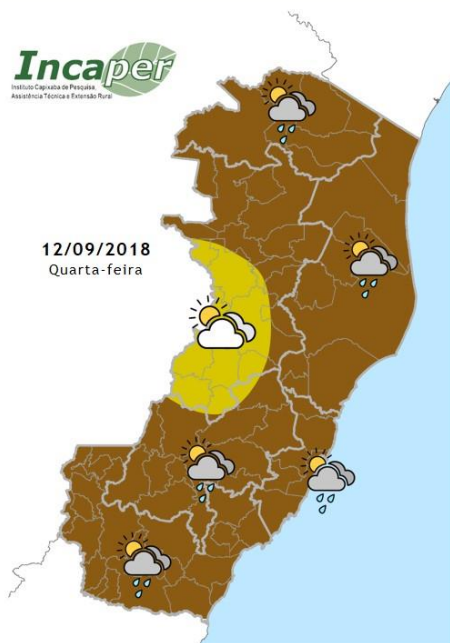 Incaper
Instituto Capixaba de Pesquisa,
Assistência Técnica e Extensão Rural
12/09/2018
Quarta-feira